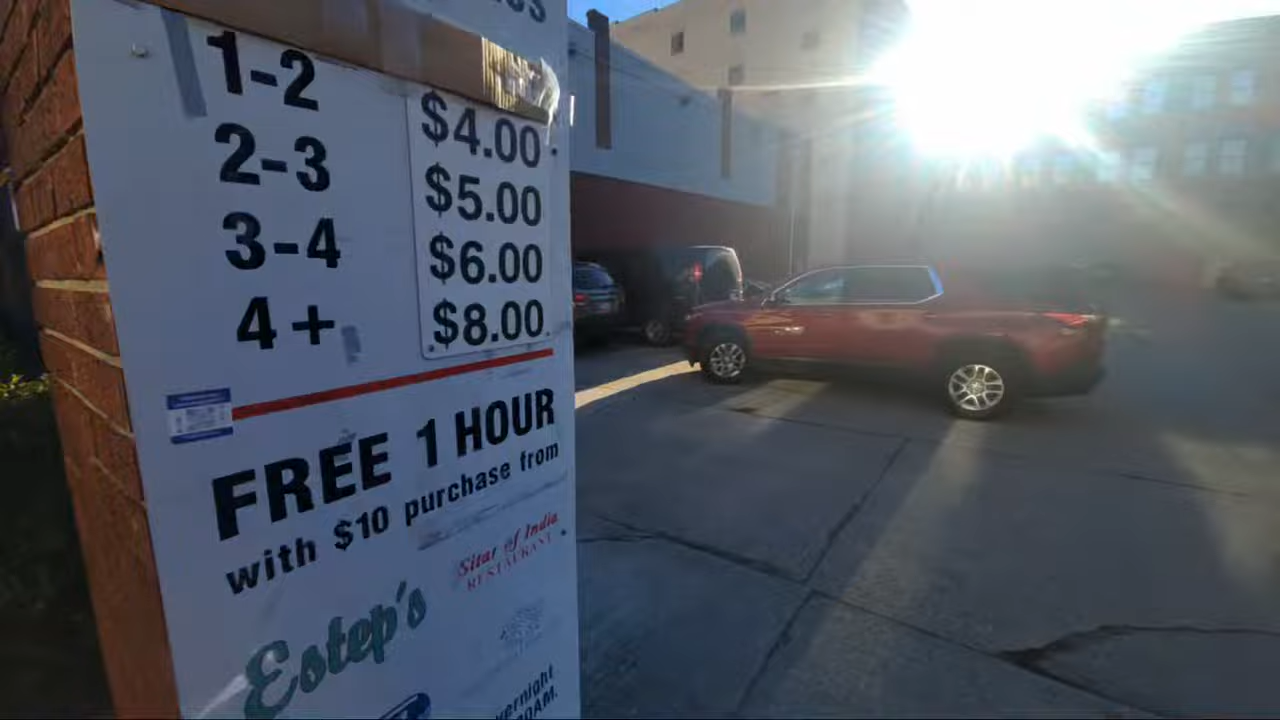 1-2 $4.00
2-3 $5.00
3-4 $6.00
4+ $8.00
FREE 1 HOUR
with $10 purchase from
Sitar of India
RESTAURANT
Estep's